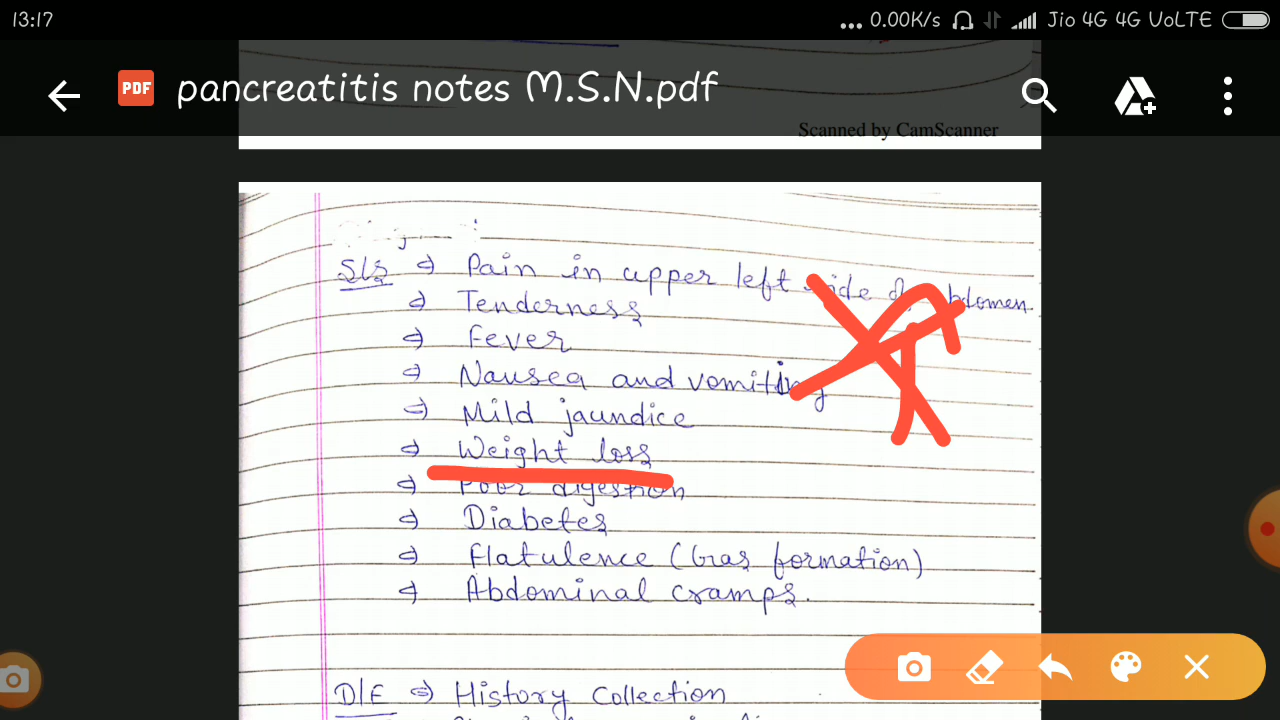 13:17
... 0.00K/s Jio 4G 4G VoLTE
PDF pancreatitis notes M.S.N.pdf
Scanned by CamScanner
S/S ⇒ Pain in upper left side of abdomen.
⇒ Tenderness
⇒ Fever
⇒ Nausea and vomiting
⇒ Mild jaundice
⇒ Weight loss
⇒ Poor digestion
⇒ Diabetes
⇒ Flatulence (Gas formation)
⇒ Abdominal cramps.
D/E ⇒ History Collection